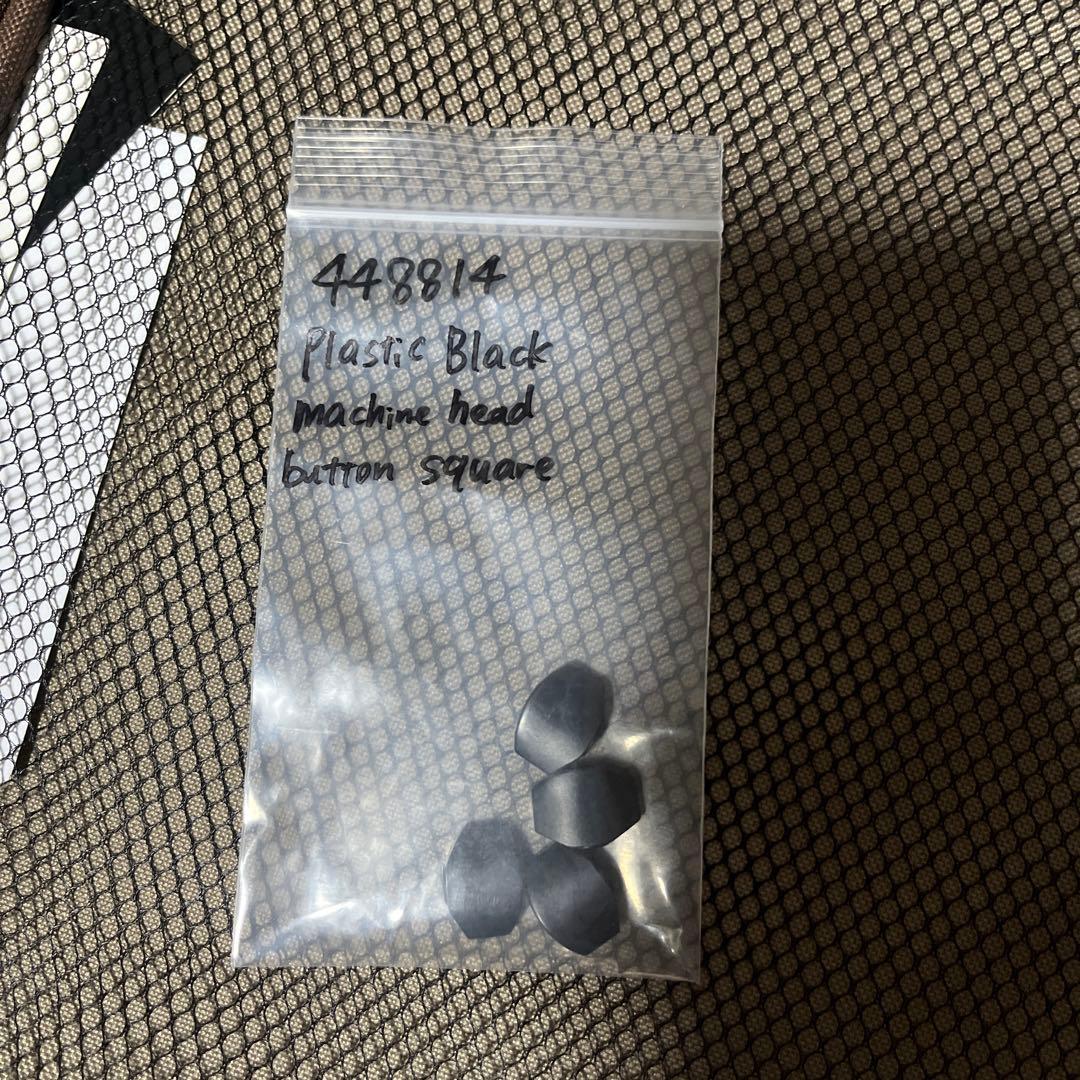 448814
Plastic Black
machine head
button square